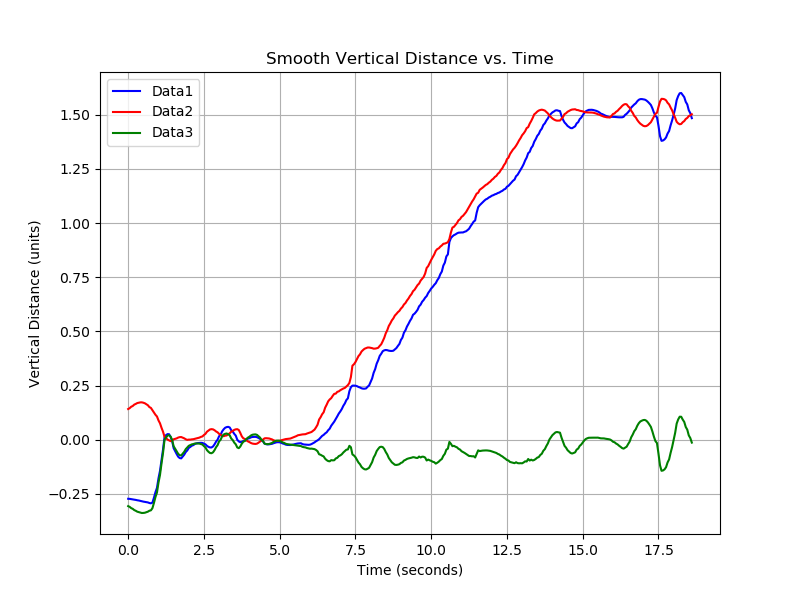 Smooth Vertical Distance vs. Time
Data1
Data2
Data3
Vertical Distance (units)
1.50
1.25
1.00
0.75
0.50
0.25
0.00
−0.25
0.0 2.5 5.0 7.5 10.0 12.5 15.0 17.5
Time (seconds)